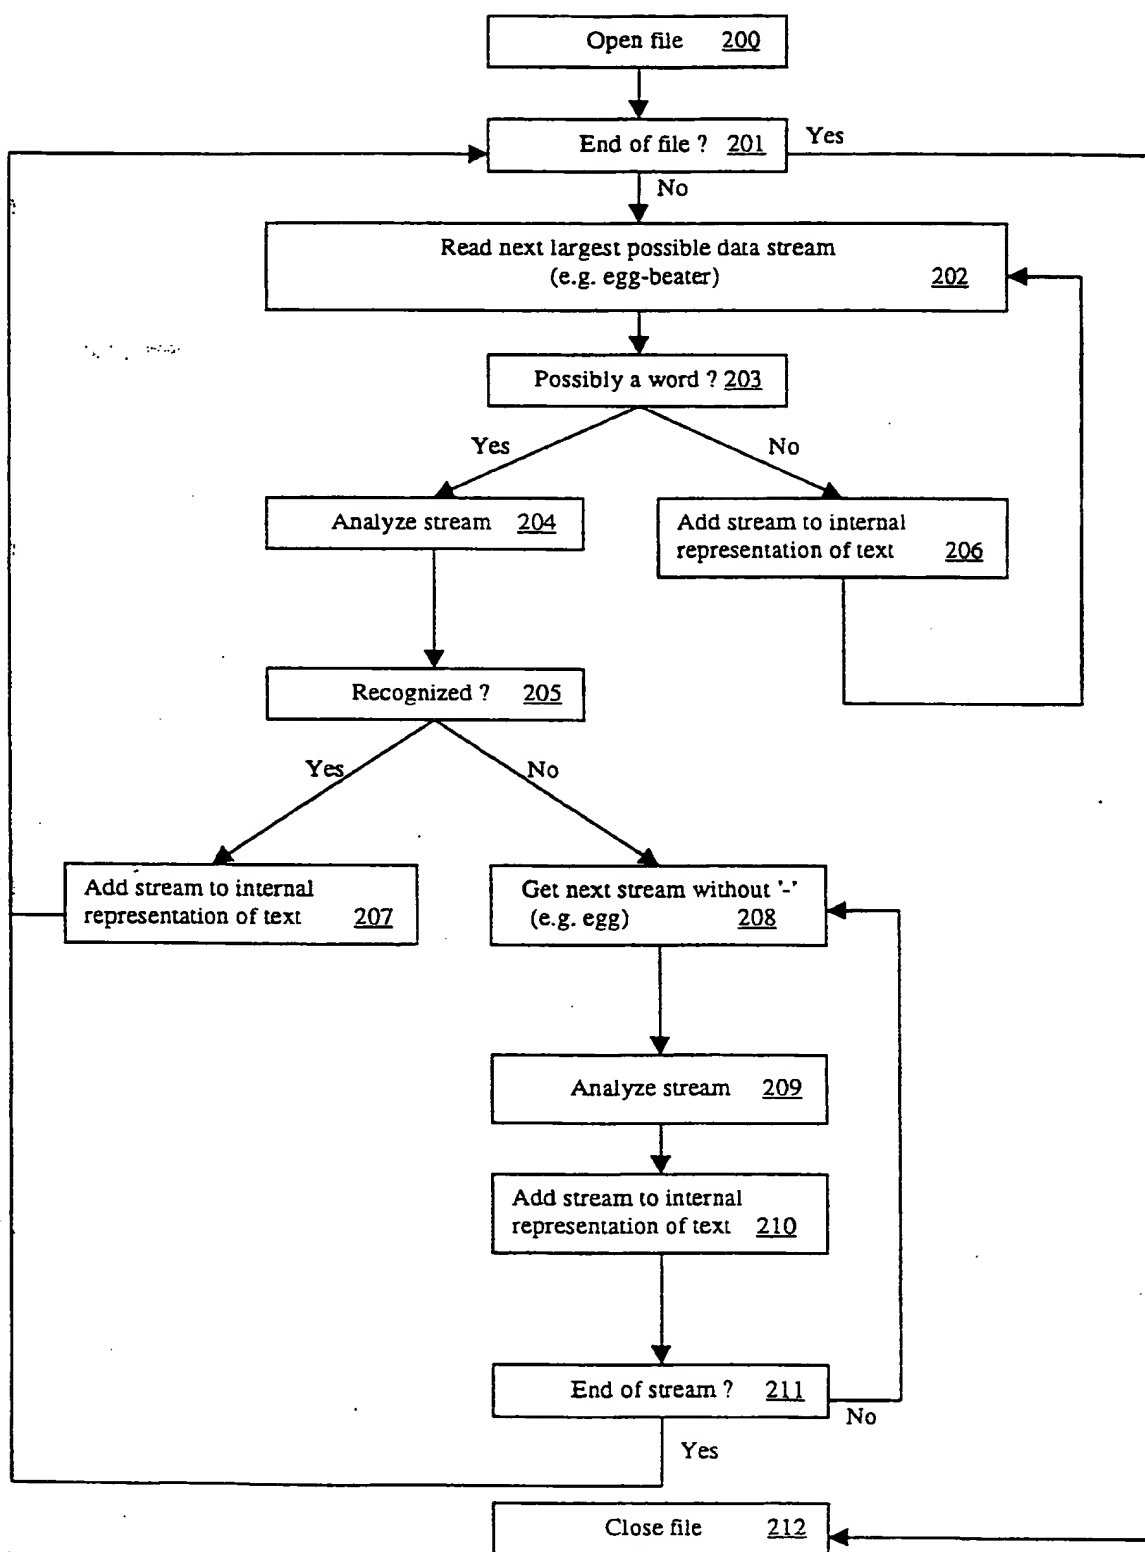 Open file 200
End of file ? 201
Yes
No
Read next largest possible data stream
(e.g. egg-beater) 202
Possibly a word ? 203
Yes
No
Analyze stream 204
Add stream to internal
representation of text 206
Recognized ? 205
Yes
No
Add stream to internal
representation of text 207
Get next stream without '-'
(e.g. egg) 208
Analyze stream 209
Add stream to internal
representation of text 210
End of stream ? 211
No
Yes
Close file 212